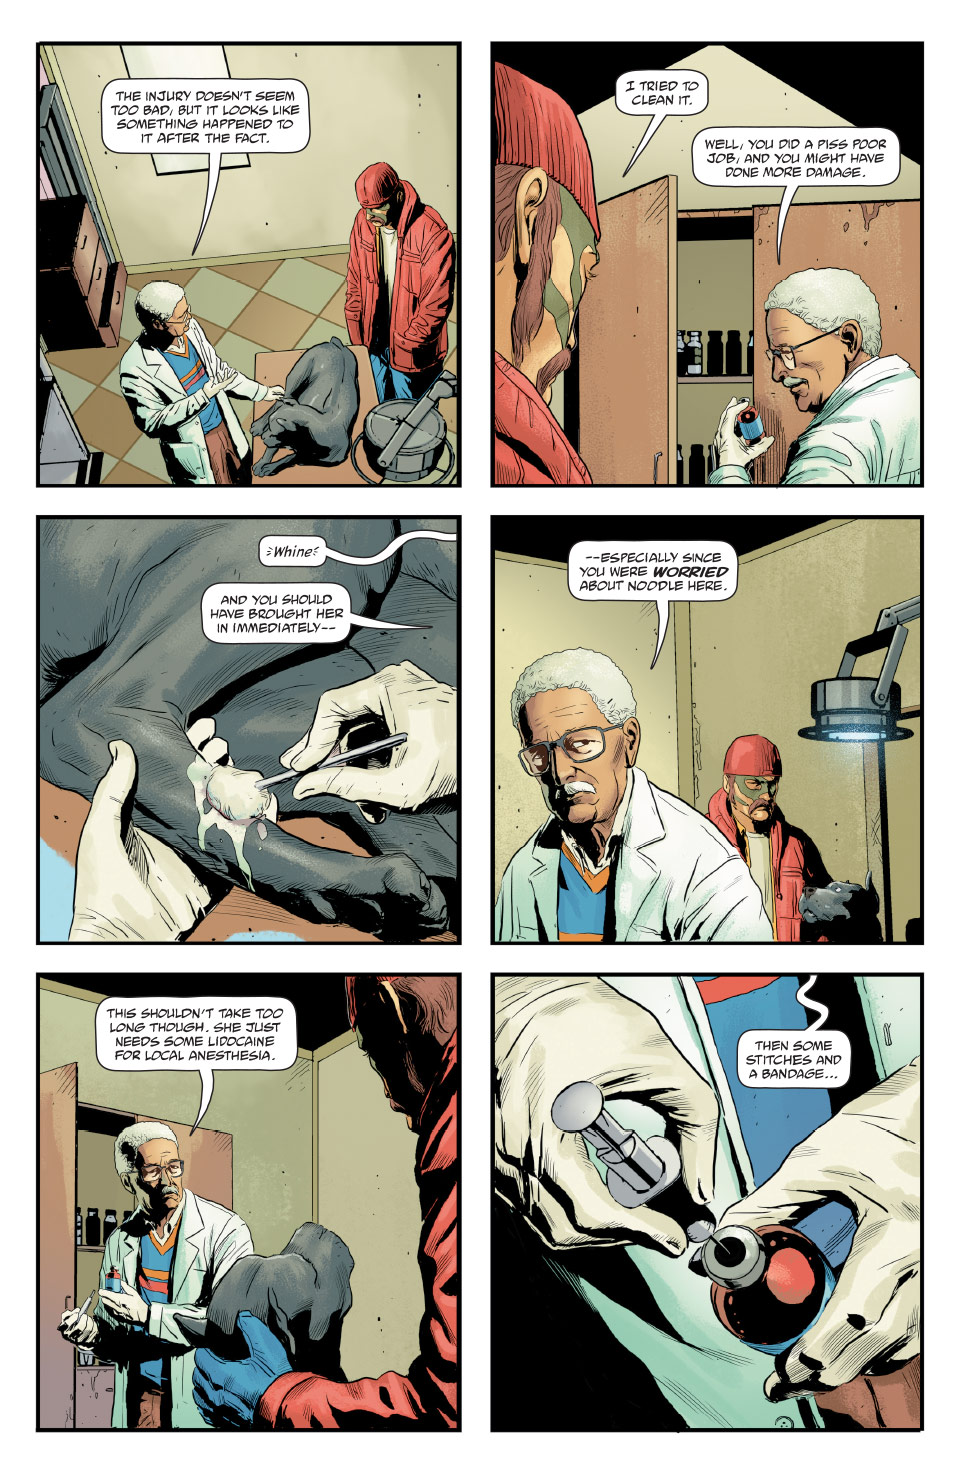 THE INJURY DOESN'T SEEM
TOO BAD, BUT IT LOOKS LIKE
SOMETHING HAPPENED TO
IT AFTER THE FACT.
I TRIED TO
CLEAN IT.
WELL, YOU DID A PISS POOR
JOB, AND YOU MIGHT HAVE
DONE MORE DAMAGE.
Whine
AND YOU SHOULD
HAVE BROUGHT HER
IN IMMEDIATELY--
--ESPECIALLY SINCE
YOU WERE WORRIED
ABOUT NOODLE HERE.
THIS SHOULDN'T TAKE TOO
LONG THOUGH. SHE JUST
NEEDS SOME LIDOCAINE
FOR LOCAL ANESTHESIA.
THEN SOME
STITCHES AND
A BANDAGE...